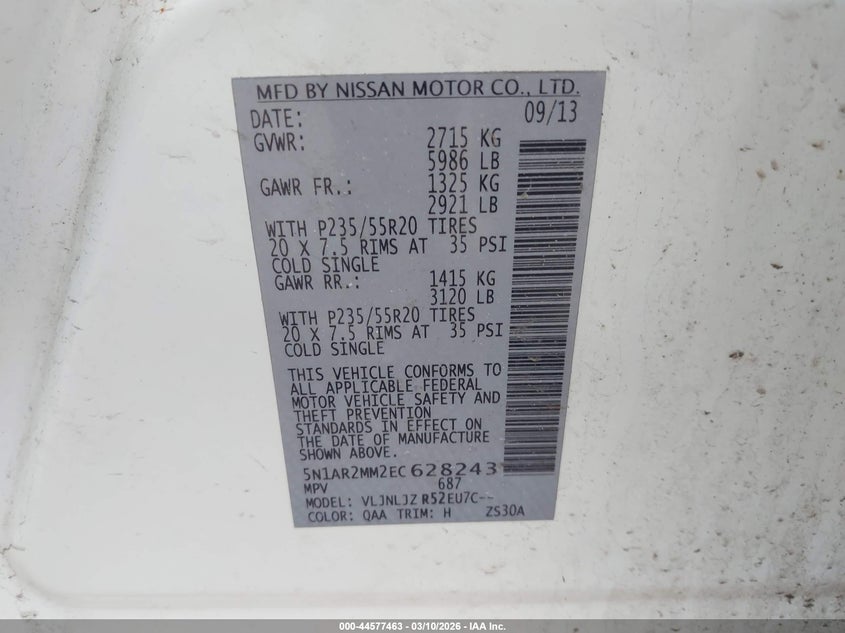 MFD BY NISSAN MOTOR CO., LTD.
DATE: 09/13
GVWR: 2715 KG
5986 LB
GAWR FR.: 1325 KG
2921 LB
WITH P235/55R20 TIRES
20 X 7.5 RIMS AT 35 PSI
COLD SINGLE
GAWR RR.: 1415 KG
3120 LB
WITH P235/55R20 TIRES
20 X 7.5 RIMS AT 35 PSI
COLD SINGLE
THIS VEHICLE CONFORMS TO
ALL APPLICABLE FEDERAL
MOTOR VEHICLE SAFETY AND
THEFT PREVENTION
STANDARDS IN EFFECT ON
THE DATE OF MANUFACTURE
SHOWN ABOVE.
5N1AR2MM2EC628243
MPV 687
MODEL: VLJNLJZ R52EU7C--
COLOR: QAA TRIM: H ZS30A
000-44577463 - 03/10/2026 - IAA Inc.